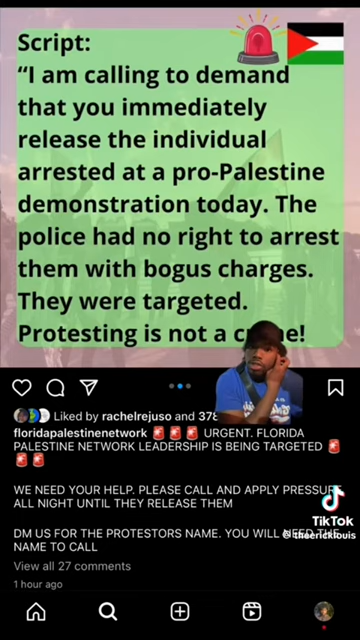 Script:
“I am calling to demand
that you immediately
release the individual
arrested at a pro-Palestine
demonstration today. The
police had no right to arrest
them with bogus charges.
They were targeted.
Protesting is not a
Liked by rachelrejuso and
floridapalestinenetwork 🚨🚨🚨 URGENT. FLORIDA
PALESTINE NETWORK LEADERSHIP IS BEING TARGETED 🚨
🚨🚨
WE NEED YOUR HELP. PLEASE CALL AND APPLY PRESSURE
ALL NIGHT UNTIL THEY RELEASE THEM
DM US FOR THE PROTESTORS NAME. YOU WILL NEED THE
NAME TO CALL
TikTok
@theericklouis
View all 27 comments
1 hour ago